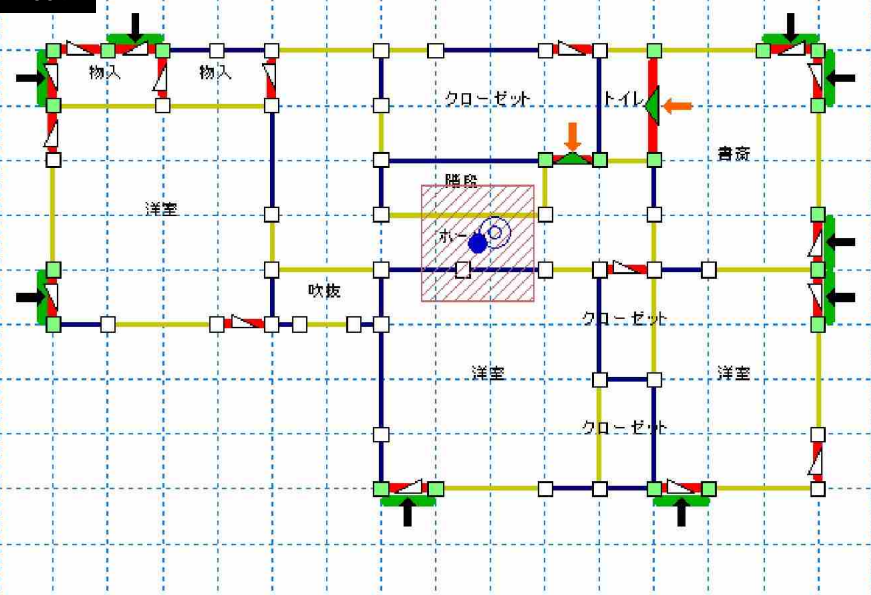 物入
物入
クローゼット
トイレ
書斎
階段
洋室
ホール
吹抜
クローゼット
洋室
洋室
クローゼット